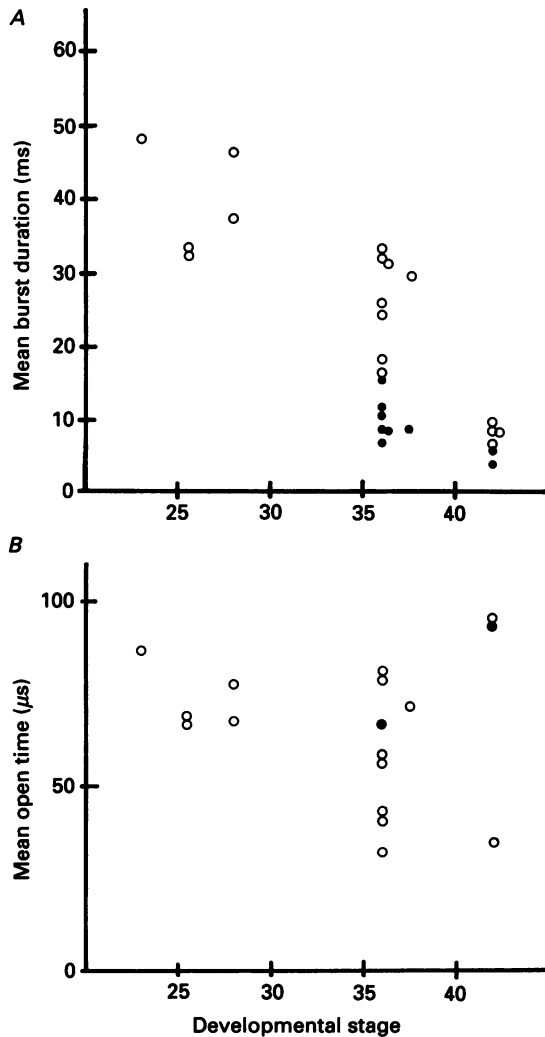 A
Mean burst duration (ms)
60
50
40
30
20
10
0
25 30 35 40
B
Mean open time (μs)
100
50
0
25 30 35 40
Developmental stage